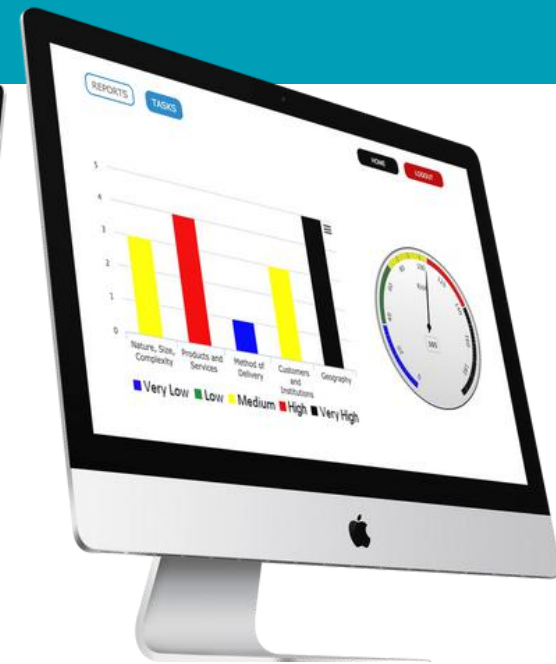 REPORTS
TASKS
HOME
LOGOUT
5
4
3
2
1
0
Nature, Size,
Complexity
Products and
Services
Method of
Delivery
Customers
and
Institutions
Geography
Very Low Low Medium High Very High